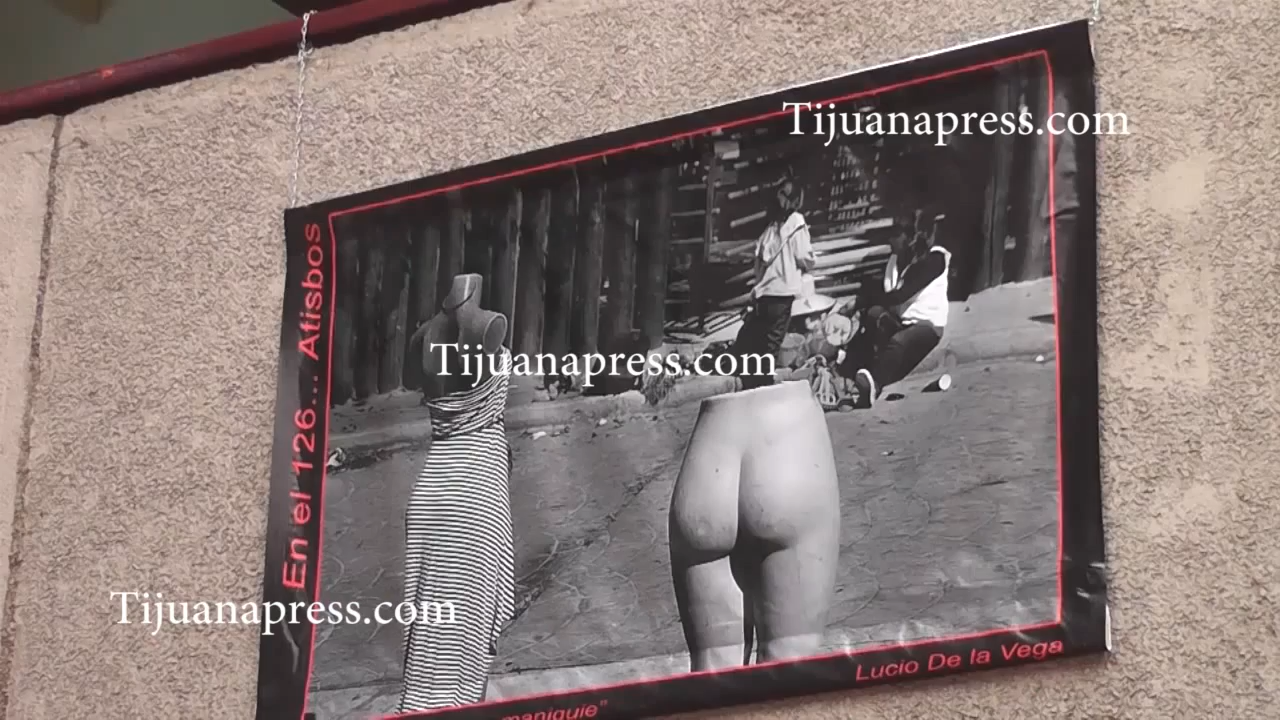 Tijuanapress.com
En el 126... Atisbos
Tijuanapress.com
Tijuanapress.com
Lucio De la Vega
maniquie"